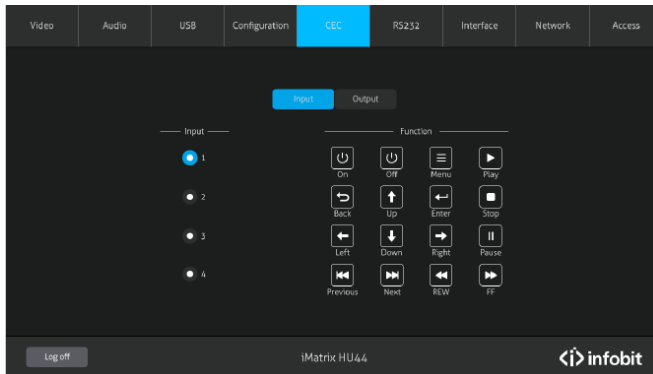 Video Audio USB Configuration CEC RS232 Interface Network Access
Input Output
Input Function
1 On Off Menu Play
2 Back Up Enter Stop
3 Left Down Right Pause
4 Previous Next REW FF
Log off iMatrix HU44 <i> infobit